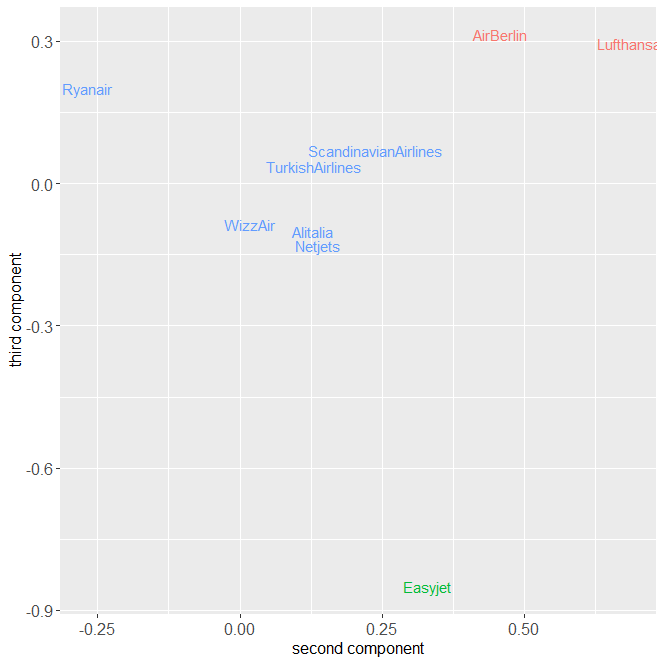 0.3
AirBerlin
Lufthansa
Ryanair
ScandinavianAirlines
TurkishAirlines
0.0
WizzAir
Alitalia
Netjets
third component
-0.3
-0.6
Easyjet
-0.9
-0.25 0.00 0.25 0.50
second component